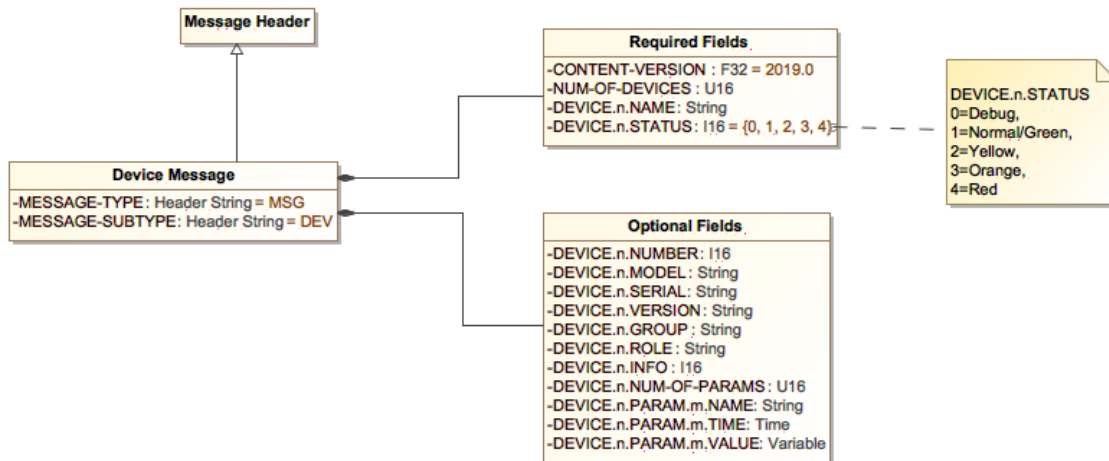 Message Header
Required Fields
-CONTENT-VERSION : F32 = 2019.0
-NUM-OF-DEVICES : U16
-DEVICE.n.NAME: String
-DEVICE.n.STATUS: I16 = {0, 1, 2, 3, 4}
DEVICE.n.STATUS
0=Debug,
1=Normal/Green,
2=Yellow,
3=Orange,
4=Red
Device Message
-MESSAGE-TYPE: Header String = MSG
-MESSAGE-SUBTYPE: Header String = DEV
Optional Fields
-DEVICE.n.NUMBER: I16
-DEVICE.n.MODEL: String
-DEVICE.n.SERIAL: String
-DEVICE.n.VERSION: String
-DEVICE.n.GROUP : String
-DEVICE.n.ROLE: String
-DEVICE.n.INFO : I16
-DEVICE.n.NUM-OF-PARAMS: U16
-DEVICE.n.PARAM.m.NAME: String
-DEVICE.n.PARAM.m.TIME: Time
-DEVICE.n.PARAM.m.VALUE: Variable